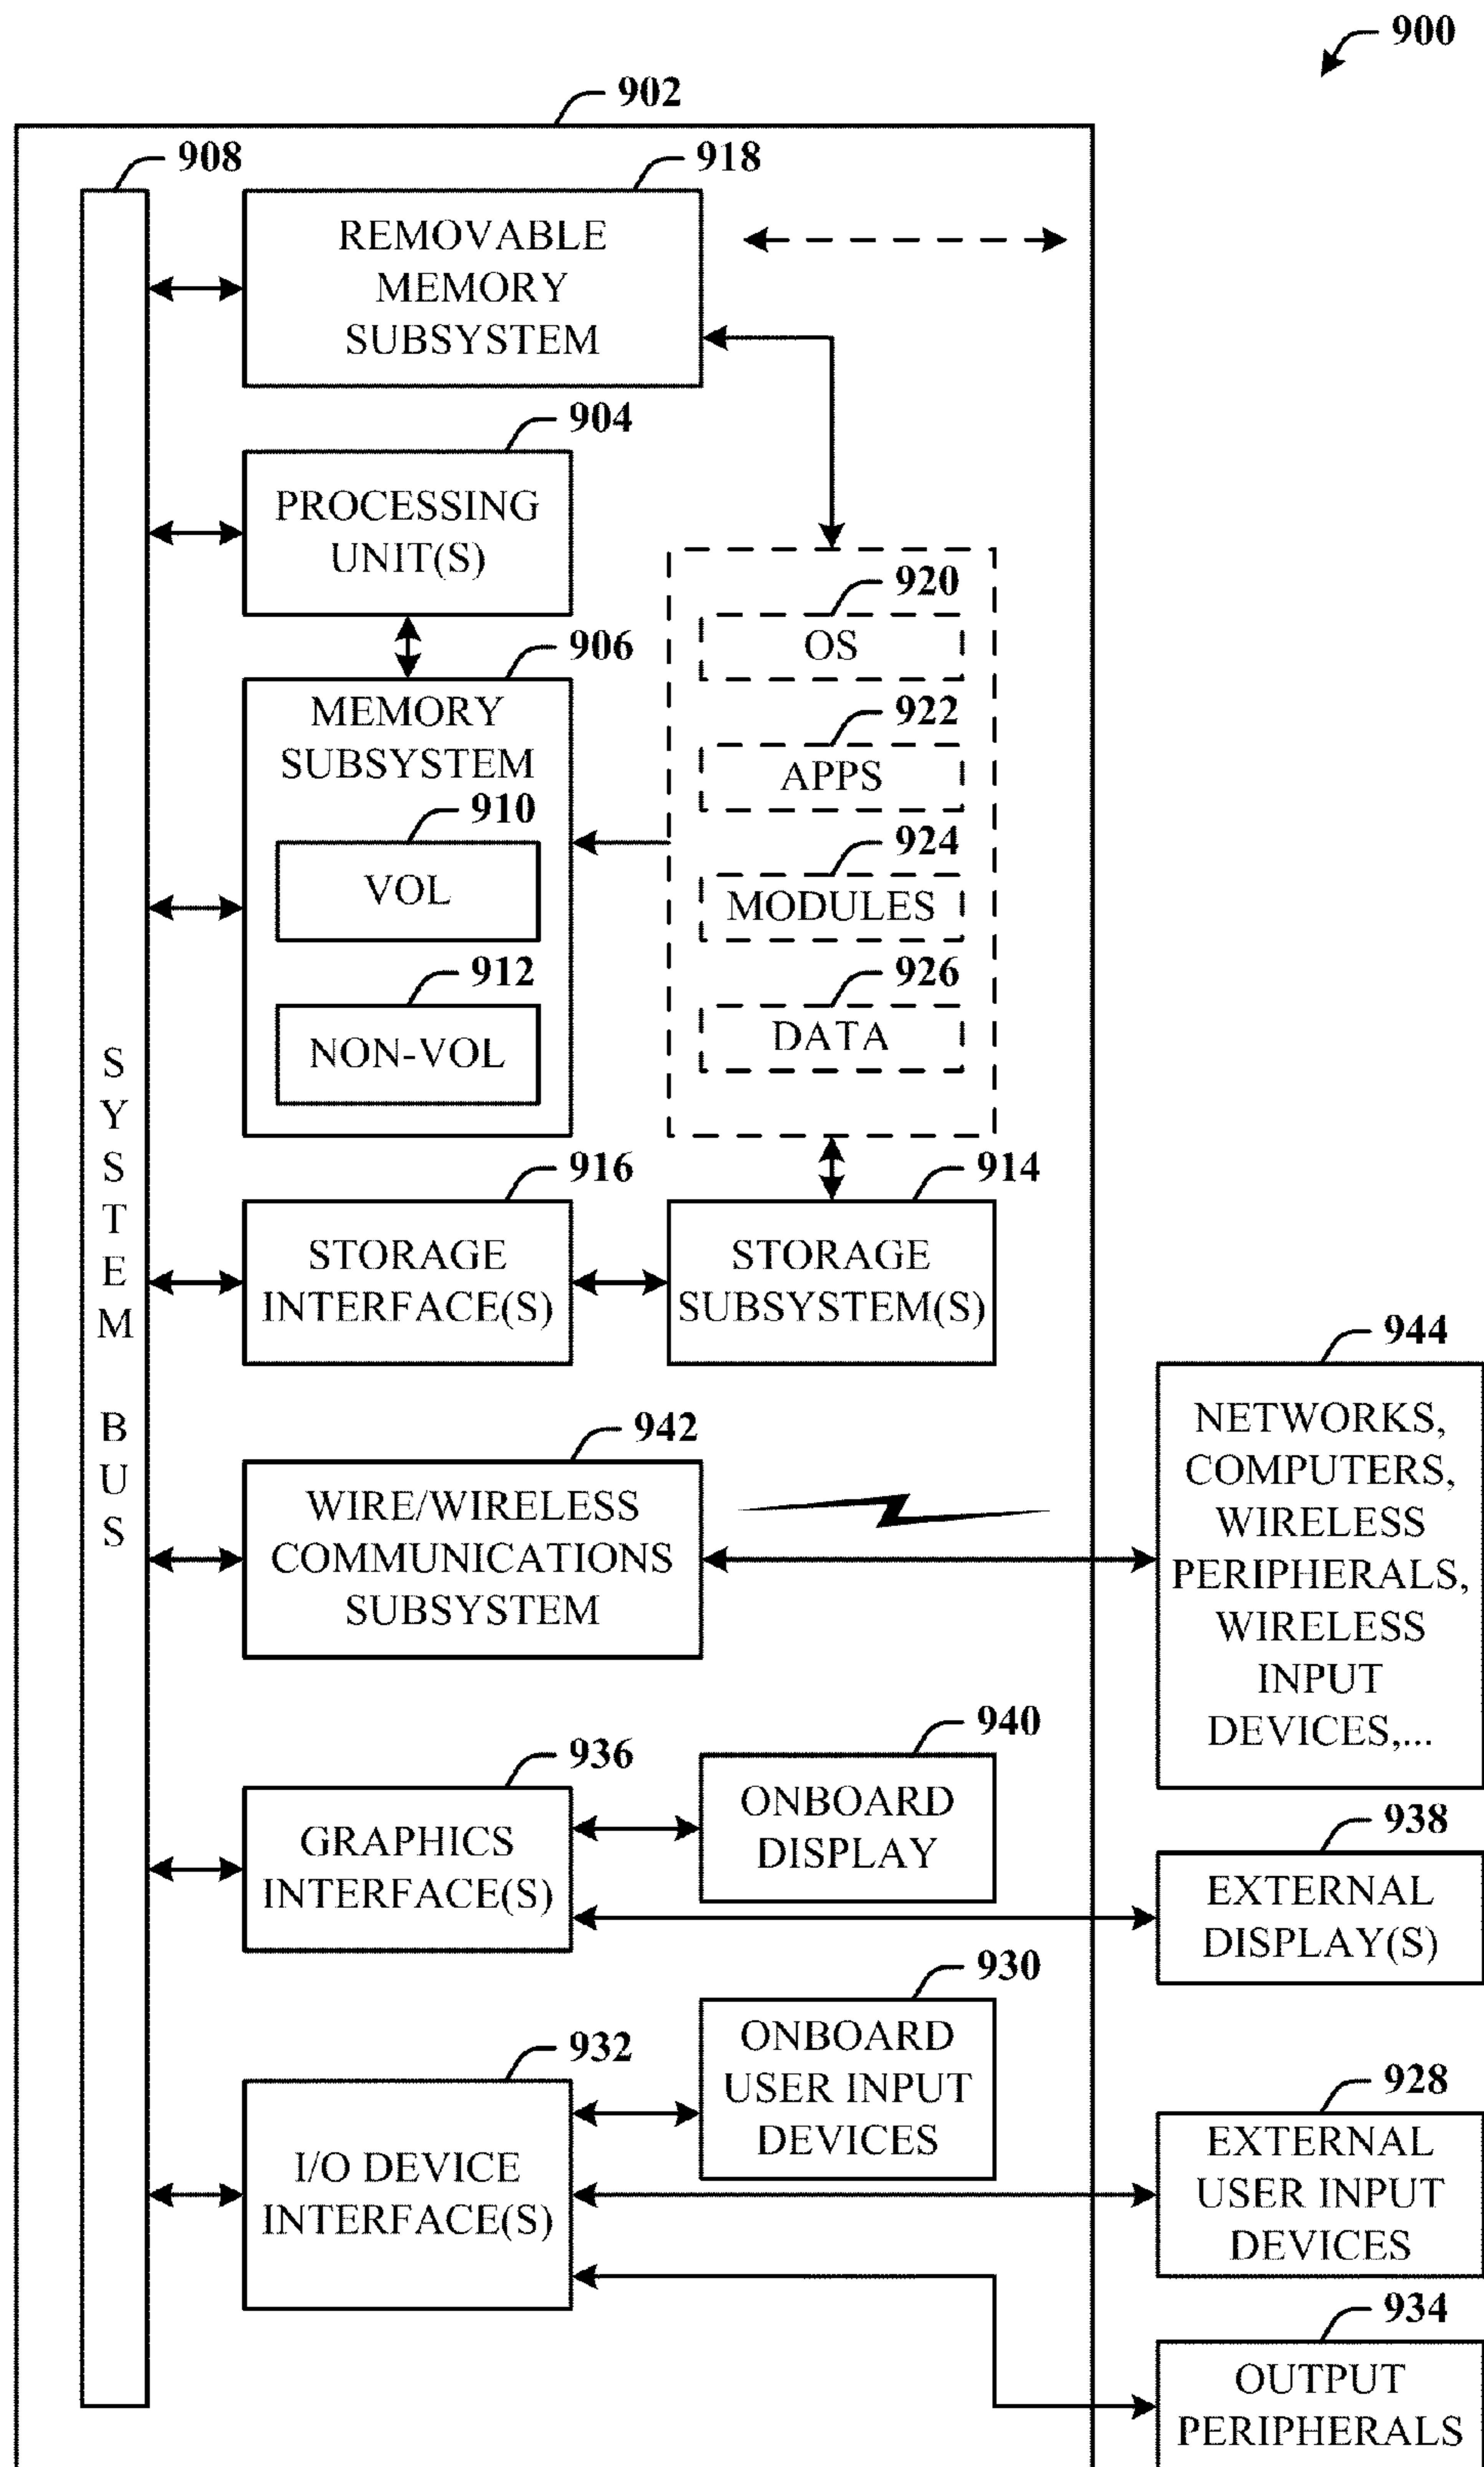 900
902
908
918
REMOVABLE
MEMORY
SUBSYSTEM
904
PROCESSING
UNIT(S)
906
MEMORY
SUBSYSTEM
910
VOL
912
NON-VOL
920
OS
922
APPS
924
MODULES
926
DATA
916
STORAGE
INTERFACE(S)
914
STORAGE
SUBSYSTEM(S)
SYSTEM BUS
942
WIRE/WIRELESS
COMMUNICATIONS
SUBSYSTEM
944
NETWORKS,
COMPUTERS,
WIRELESS
PERIPHERALS,
WIRELESS
INPUT
DEVICES,...
936
GRAPHICS
INTERFACE(S)
940
ONBOARD
DISPLAY
938
EXTERNAL
DISPLAY(S)
932
I/O DEVICE
INTERFACE(S)
930
ONBOARD
USER INPUT
DEVICES
928
EXTERNAL
USER INPUT
DEVICES
934
OUTPUT
PERIPHERALS